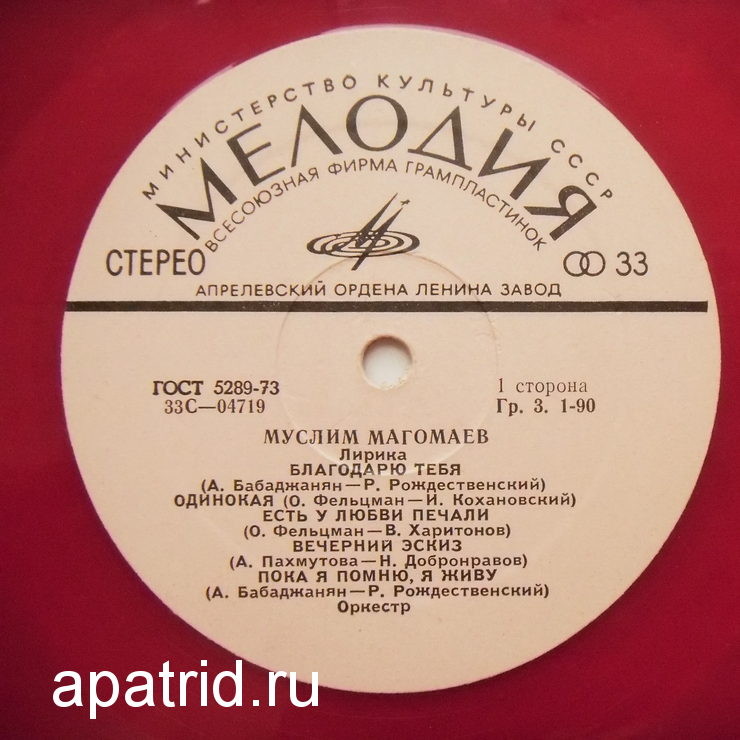 МИНИСТЕРСТВО КУЛЬТУРЫ СССР
МЕЛОДИЯ
ВСЕСОЮЗНАЯ ФИРМА ГРАМПЛАСТИНОК
СТЕРЕО
33
АПРЕЛЕВСКИЙ ОРДЕНА ЛЕНИНА ЗАВОД
ГОСТ 5289-73
1 сторона
33С—04719
Гр. 3. 1-90
МУСЛИМ МАГОМАЕВ
Лирика
БЛАГОДАРЮ ТЕБЯ
(А. Бабаджанян—Р. Рождественский)
ОДИНОКАЯ (О. Фельцман—И. Кохановский)
ЕСТЬ У ЛЮБВИ ПЕЧАЛИ
(О. Фельцман—В. Харитонов)
ВЕЧЕРНИЙ ЭСКИЗ
(А. Пахмутова—Н. Добронравов)
ПОКА Я ПОМНЮ, Я ЖИВУ
(А. Бабаджанян—Р. Рождественский)
Оркестр
apatrid.ru